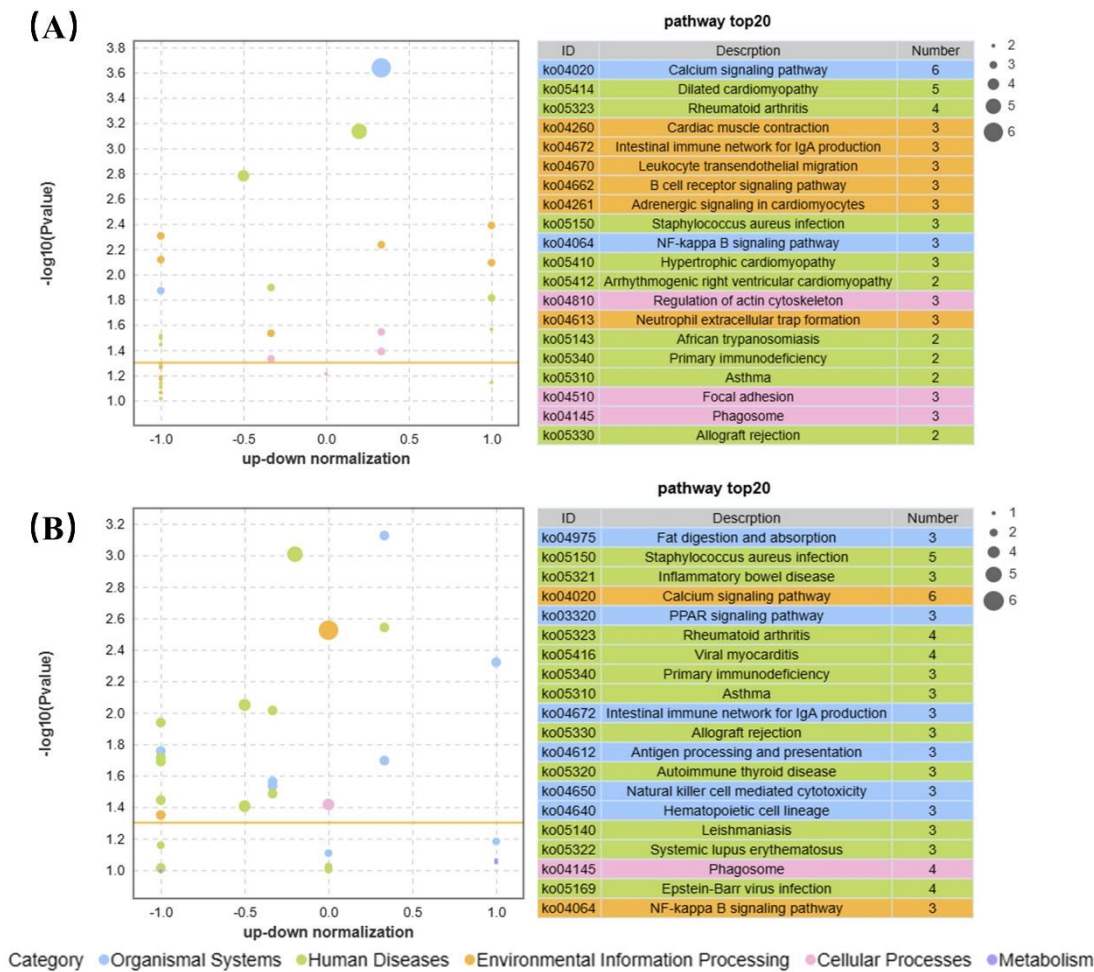 (A)
pathway top20
3.8
3.6
3.4
3.2
3.0
2.8
2.6
2.4
2.2
2.0
1.8
1.6
1.4
1.2
1.0
-log10(Pvalue)
-1.0 -0.5 0.0 0.5 1.0
up-down normalization
ID Descrption Number
ko04020 Calcium signaling pathway 6
ko05414 Dilated cardiomyopathy 5
ko05323 Rheumatoid arthritis 4
ko04260 Cardiac muscle contraction 3
ko04672 Intestinal immune network for IgA production 3
ko04670 Leukocyte transendothelial migration 3
ko04662 B cell receptor signaling pathway 3
ko04261 Adrenergic signaling in cardiomyocytes 3
ko05150 Staphylococcus aureus infection 3
ko04064 NF-kappa B signaling pathway 3
ko05410 Hypertrophic cardiomyopathy 3
ko05412 Arrhythmogenic right ventricular cardiomyopathy 2
ko04810 Regulation of actin cytoskeleton 3
ko04613 Neutrophil extracellular trap formation 3
ko05143 African trypanosomiasis 2
ko05340 Primary immunodeficiency 2
ko05310 Asthma 2
ko04510 Focal adhesion 3
ko04145 Phagosome 3
ko05330 Allograft rejection 2
2
3
4
5
6
(B)
pathway top20
3.2
3.0
2.8
2.6
2.4
2.2
2.0
1.8
1.6
1.4
1.2
1.0
-log10(Pvalue)
-1.0 -0.5 0.0 0.5 1.0
up-down normalization
ID Descrption Number
ko04975 Fat digestion and absorption 3
ko05150 Staphylococcus aureus infection 5
ko05321 Inflammatory bowel disease 3
ko04020 Calcium signaling pathway 6
ko03320 PPAR signaling pathway 3
ko05323 Rheumatoid arthritis 4
ko05416 Viral myocarditis 4
ko05340 Primary immunodeficiency 3
ko05310 Asthma 3
ko04672 Intestinal immune network for IgA production 3
ko05330 Allograft rejection 3
ko04612 Antigen processing and presentation 3
ko05320 Autoimmune thyroid disease 3
ko04650 Natural killer cell mediated cytotoxicity 3
ko04640 Hematopoietic cell lineage 3
ko05140 Leishmaniasis 3
ko05322 Systemic lupus erythematosus 3
ko04145 Phagosome 4
ko05169 Epstein-Barr virus infection 4
ko04064 NF-kappa B signaling pathway 3
1
2
4
5
6
Category Organismal Systems Human Diseases Environmental Information Processing Cellular Processes Metabolism